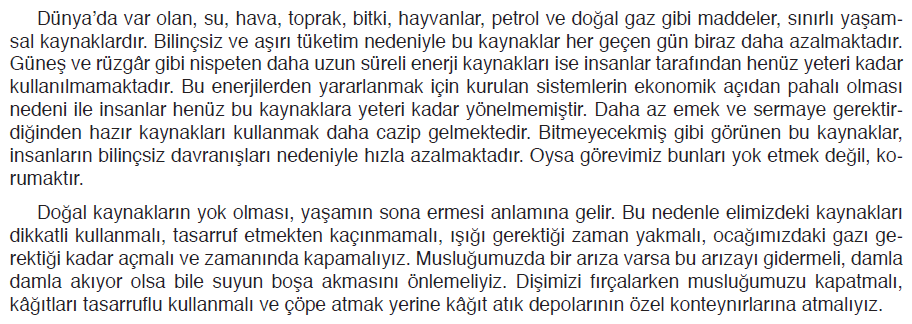 Dünya’da var olan, su, hava, toprak, bitki, hayvanlar, petrol ve doğal gaz gibi maddeler, sınırlı yaşam-
sal kaynaklardır. Bilinçsiz ve aşırı tüketim nedeniyle bu kaynaklar her geçen gün biraz daha azalmaktadır.
Güneş ve rüzgâr gibi nispeten daha uzun süreli enerji kaynakları ise insanlar tarafından henüz yeteri kadar
kullanılmamaktadır. Bu enerjilerden yararlanmak için kurulan sistemlerin ekonomik açıdan pahalı olması
nedeni ile insanlar henüz bu kaynaklara yeteri kadar yönelmemiştir. Daha az emek ve sermaye gerektir-
diğinden hazır kaynakları kullanmak daha cazip gelmektedir. Bitmeyecekmiş gibi görünen bu kaynaklar,
insanların bilinçsiz davranışları nedeniyle hızla azalmaktadır. Oysa görevimiz bunları yok etmek değil, ko-
rumaktır.
Doğal kaynakların yok olması, yaşamın sona ermesi anlamına gelir. Bu nedenle elimizdeki kaynakları
dikkatli kullanmalı, tasarruf etmekten kaçınmamalı, ışığı gerektiği zaman yakmalı, ocağımızdaki gazı ge-
rektiği kadar açmalı ve zamanında kapamalıyız. Musluğumuzda bir arıza varsa bu arızayı gidermeli, damla
damla akıyor olsa bile suyun boşa akmasını önlemeliyiz. Dişimizi fırçalarken musluğumuzu kapatmalı,
kâğıtları tasarruflu kullanmalı ve çöpe atmak yerine kâğıt atık depolarının özel konteynırlarına atmalıyız.